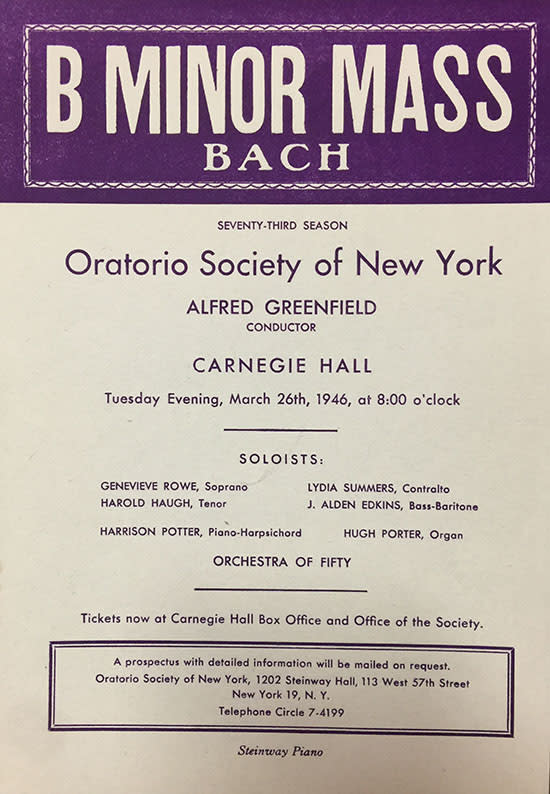 B MINOR MASS
BACH
SEVENTY-THIRD SEASON
Oratorio Society of New York
ALFRED GREENFIELD
CONDUCTOR
CARNEGIE HALL
Tuesday Evening, March 26th, 1946, at 8:00 o'clock
SOLOISTS:
GENEVIEVE ROWE, Soprano LYDIA SUMMERS, Contralto
HAROLD HAUGH, Tenor J. ALDEN EDKINS, Bass-Baritone
HARRISON POTTER, Piano-Harpsichord HUGH PORTER, Organ
ORCHESTRA OF FIFTY
Tickets now at Carnegie Hall Box Office and Office of the Society.
A prospectus with detailed information will be mailed on request.
Oratorio Society of New York, 1202 Steinway Hall, 113 West 57th Street
New York 19, N. Y.
Telephone Circle 7-4199
Steinway Piano